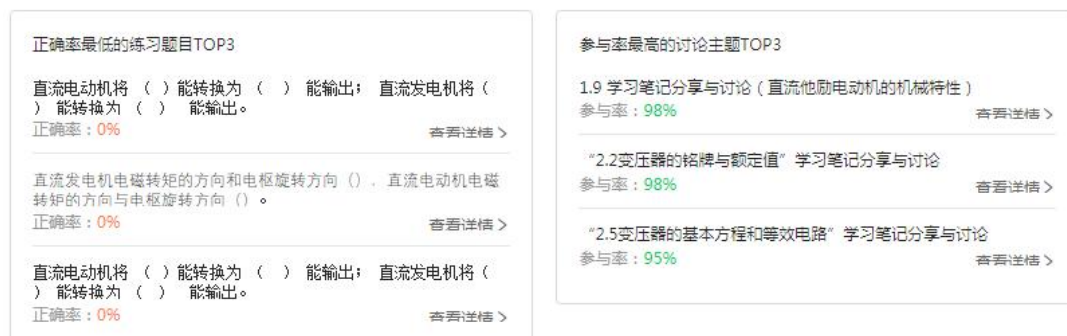 正确率最低的练习题目TOP3
直流电动机将 （ ）能转换为 （ ） 能输出； 直流发电机将（
） 能转换为 （ ） 能输出。
正确率：0%
查看详情 >
直流发电机电磁转矩的方向和电枢旋转方向（）．直流电动机电磁
转矩的方向与电枢旋转方向（）。
正确率：0%
查看详情 >
直流电动机将 （ ）能转换为 （ ） 能输出； 直流发电机将（
） 能转换为 （ ） 能输出。
正确率：0%
查看详情 >
参与率最高的讨论主题TOP3
1.9 学习笔记分享与讨论（直流他励电动机的机械特性）
参与率：98%
查看详情 >
“2.2变压器的铭牌与额定值”学习笔记分享与讨论
参与率：98%
查看详情 >
“2.5变压器的基本方程和等效电路”学习笔记分享与讨论
参与率：95%
查看详情 >